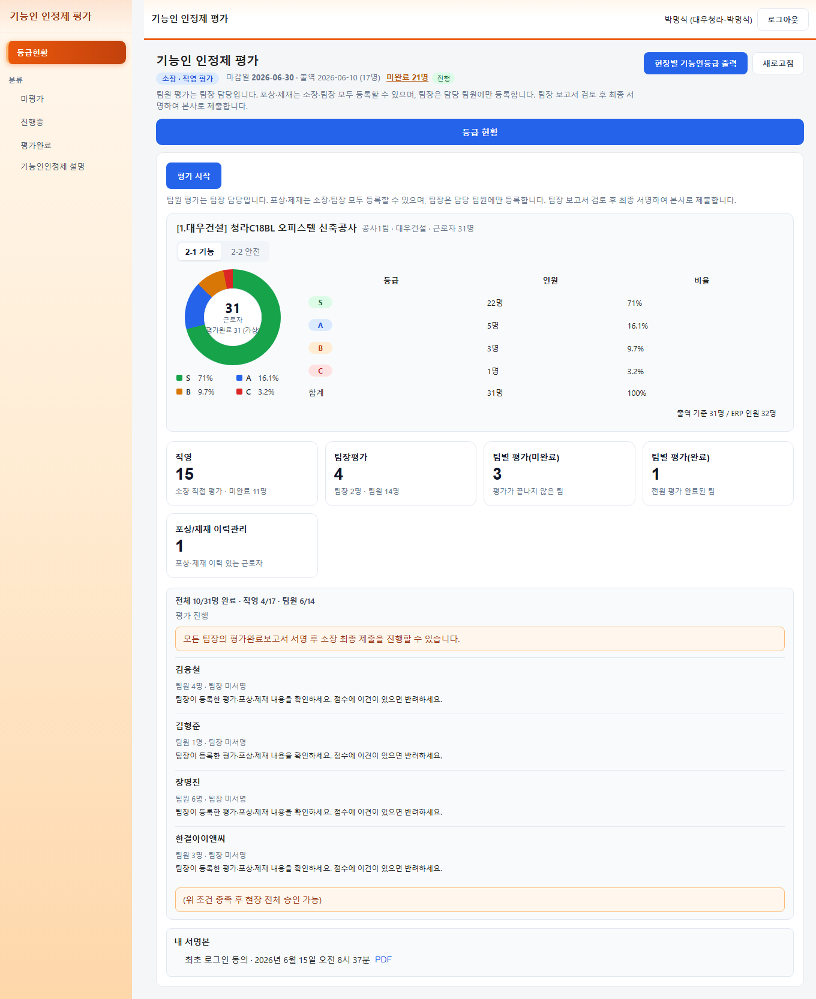 기능인 인정제 평가
등급현황
분류
미평가
진행중
평가완료
기능인인정제 설명
기능인 인정제 평가
박명식 (대우청라-박명식)
로그아웃
기능인 인정제 평가
현장별 기능인등급 출력
새로고침
소장 · 직영 평가 마감일 2026-06-30 · 출역 2026-06-10 (17명) 미완료 21명 진행
팀원 평가는 팀장 담당입니다. 포상·제재는 소장·팀장 모두 등록할 수 있으며, 팀장은 담당 팀원에만 등록합니다. 팀장 보고서 검토 후 최종 서
명하여 본사로 제출합니다.
등급 현황
평가 시작
팀원 평가는 팀장 담당입니다. 포상·제재는 소장·팀장 모두 등록할 수 있으며, 팀장은 담당 팀원에만 등록합니다. 팀장 보고서 검토 후 최종 서명하여 본사로 제출합니다.
[1.대우건설] 청라C18BL 오피스텔 신축공사 공사1팀 · 대우건설 · 근로자 31명
2-1 기능 2-2 안전
31
근로자
평가완료 31 (가상)
S 71% A 16.1%
B 9.7% C 3.2%
등급 인원 비율
S 22명 71%
A 5명 16.1%
B 3명 9.7%
C 1명 3.2%
합계 31명 100%
출역 기준 31명 / ERP 인원 32명
직영
15
소장 직접 평가 · 미완료 11명
팀장평가
4
팀장 2명 · 팀원 14명
팀별 평가(미완료)
3
평가가 끝나지 않은 팀
팀별 평가(완료)
1
전원 평가 완료된 팀
포상/제재 이력관리
1
포상·제재 이력 있는 근로자
전체 10/31명 완료 · 직영 4/17 · 팀원 6/14
평가 진행
모든 팀장의 평가완료보고서 서명 후 소장 최종 제출을 진행할 수 있습니다.
김응철
팀원 4명 · 팀장 미서명
팀장이 등록한 평가·포상·제재 내용을 확인하세요. 점수에 이견이 있으면 반려하세요.
김형준
팀원 1명 · 팀장 미서명
팀장이 등록한 평가·포상·제재 내용을 확인하세요. 점수에 이견이 있으면 반려하세요.
장명진
팀원 6명 · 팀장 미서명
팀장이 등록한 평가·포상·제재 내용을 확인하세요. 점수에 이견이 있으면 반려하세요.
한결아이앤씨
팀원 3명 · 팀장 미서명
팀장이 등록한 평가·포상·제재 내용을 확인하세요. 점수에 이견이 있으면 반려하세요.
(위 조건 충족 후 현장 전체 승인 가능)
내 서명본
최초 로그인 동의 · 2026년 6월 15일 오전 8시 37분 PDF